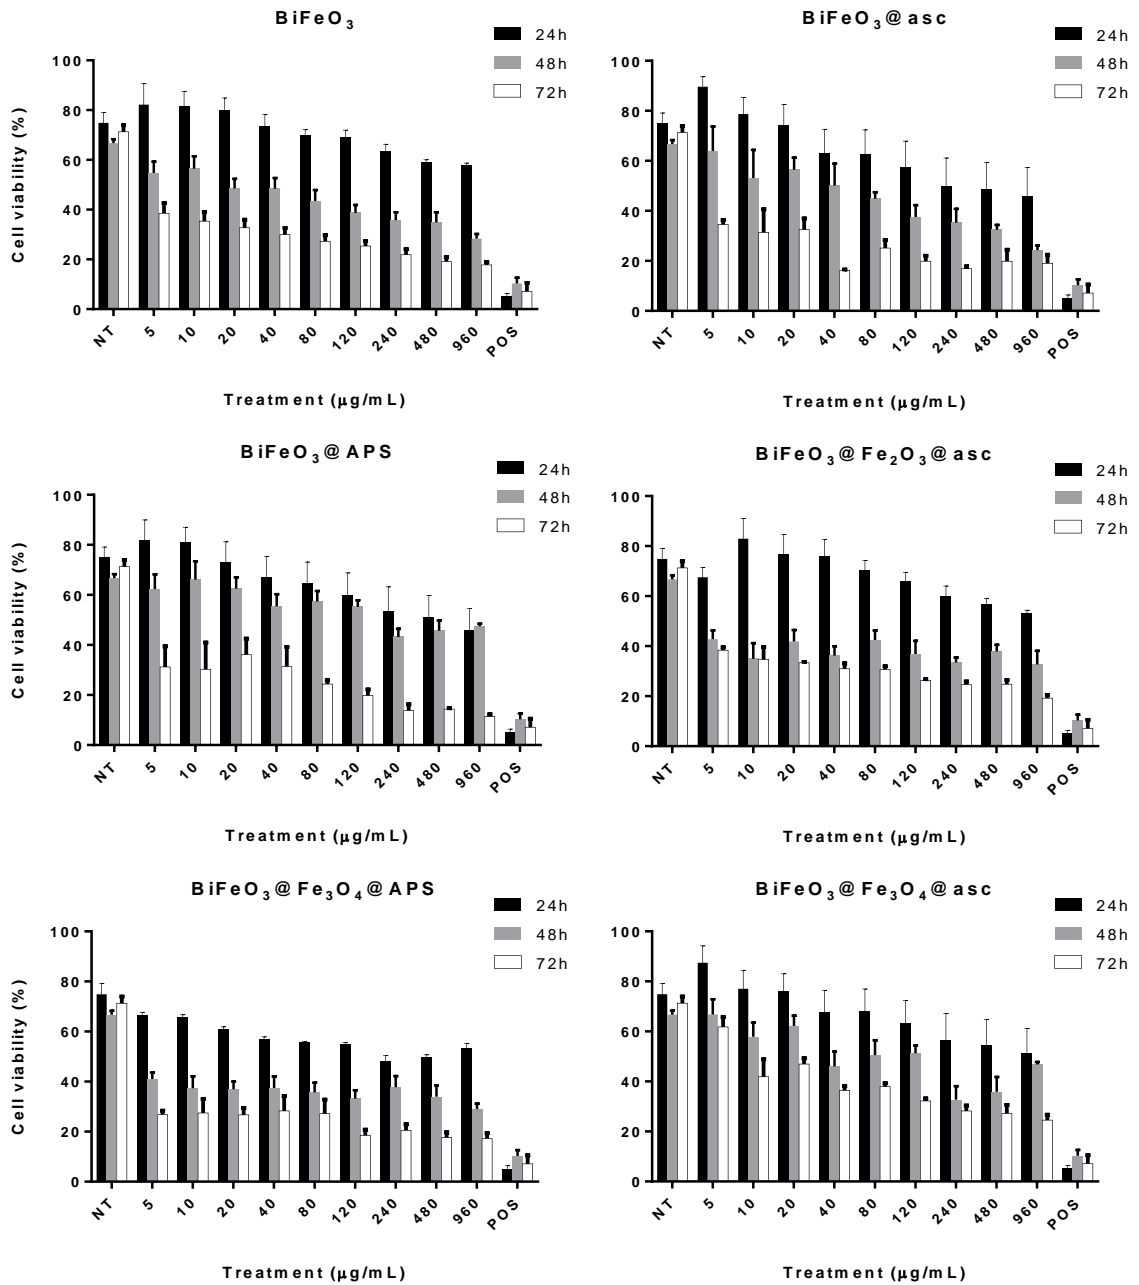 BiFeO3
24h
48h
72h
Cell viability (%)
100
80
60
40
20
0
NT 5 10 20 40 80 120 240 480 960 POS
Treatment (μg/mL)
BiFeO3@asc
24h
48h
72h
100
80
60
40
20
0
NT 5 10 20 40 80 120 240 480 960 POS
Treatment (μg/mL)
BiFeO3@APS
24h
48h
72h
Cell viability (%)
100
80
60
40
20
0
NT 5 10 20 40 80 120 240 480 960 POS
Treatment (μg/mL)
BiFeO3@Fe2O3@asc
24h
48h
72h
100
80
60
40
20
0
NT 5 10 20 40 80 120 240 480 960 POS
Treatment (μg/mL)
BiFeO3@Fe3O4@APS
24h
48h
72h
Cell viability (%)
100
80
60
40
20
0
NT 5 10 20 40 80 120 240 480 960 POS
Treatment (μg/mL)
BiFeO3@Fe3O4@asc
24h
48h
72h
100
80
60
40
20
0
NT 5 10 20 40 80 120 240 480 960 POS
Treatment (μg/mL)